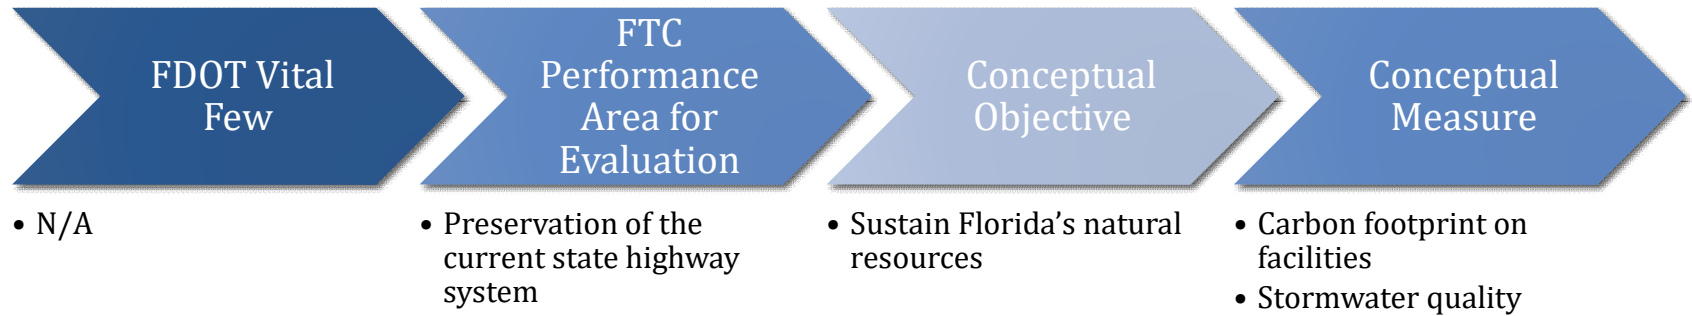 FDOT Vital
Few
FTC
Performance
Area for
Evaluation
Conceptual
Objective
Conceptual
Measure
• N/A
• Preservation of the
current state highway
system
• Sustain Florida’s natural
resources
• Carbon footprint on
facilities
• Stormwater quality